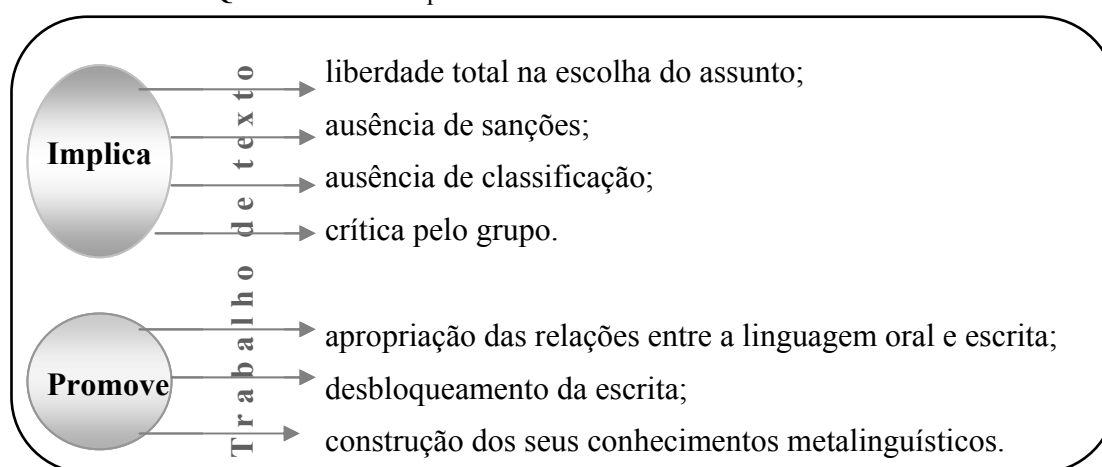 Implica
liberdade total na escolha do assunto;
ausência de sanções;
ausência de classificação;
crítica pelo grupo.
Trabalho de texto
Promove
apropriação das relações entre a linguagem oral e escrita;
desbloqueamento da escrita;
construção dos seus conhecimentos metalinguísticos.